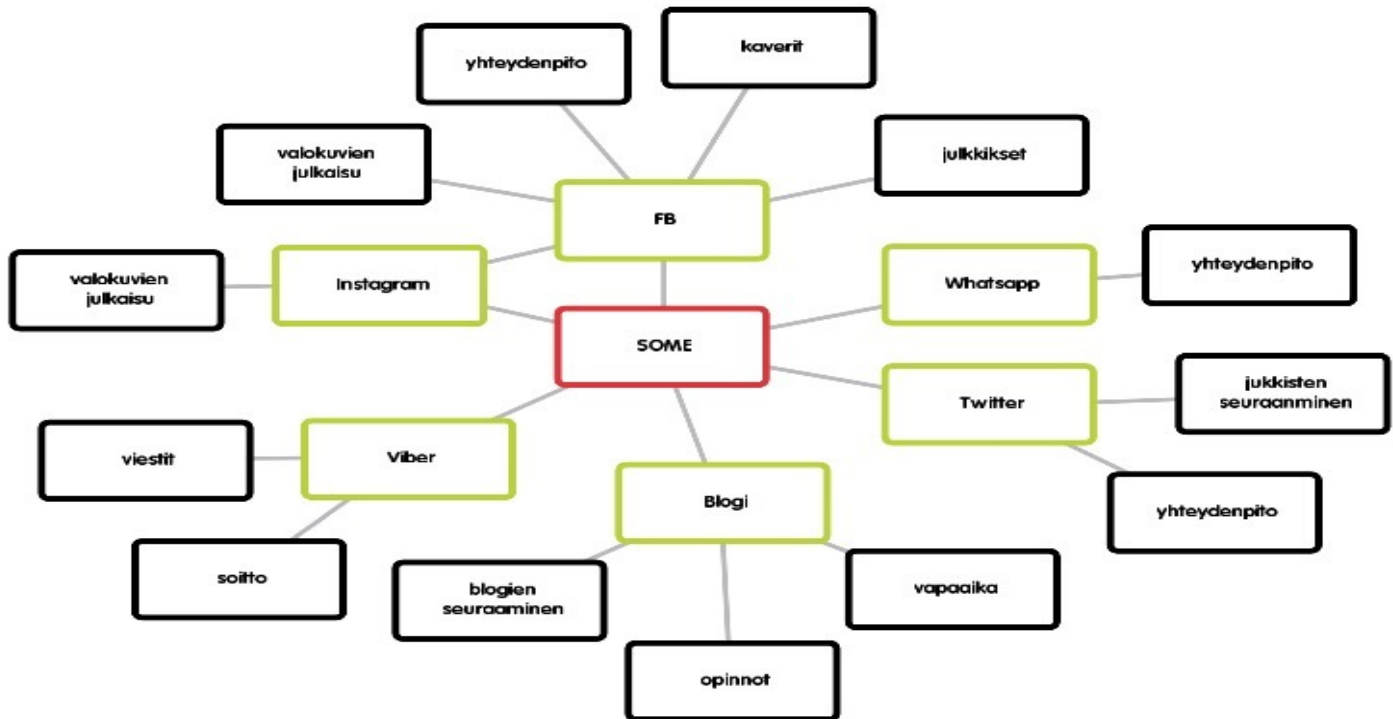 kaverit
yhteydenpito
valokuvien
julkaisu
julkkikset
FB
valokuvien
julkaisu
Instagram
Whatsapp
yhteydenpito
SOME
jukkisten
seuraanminen
Twitter
viestit
Viber
Blogi
yhteydenpito
soitto
blogien
seuraaminen
vapaaika
opinnot